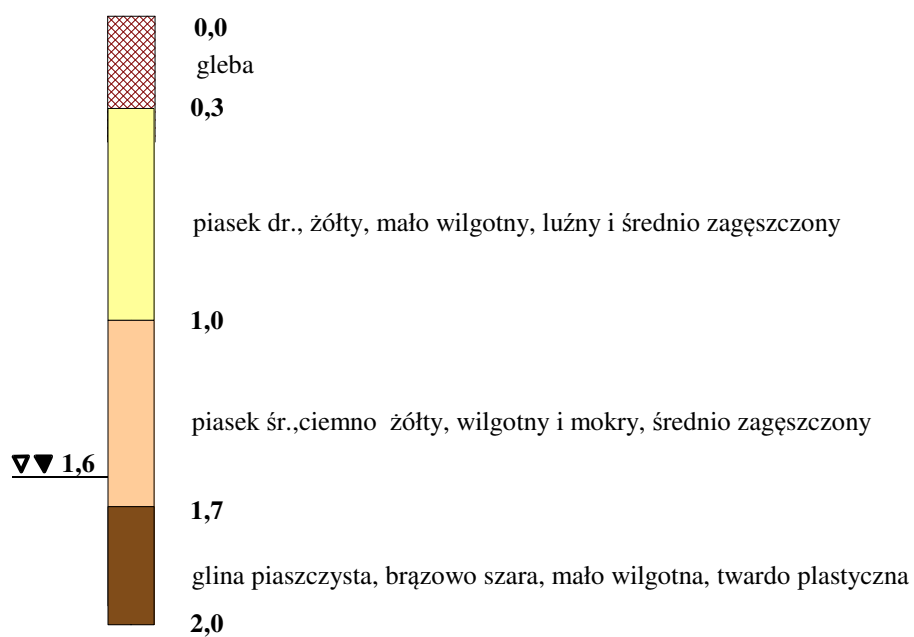 0,0
gleba
0,3
piasek dr., żółty, mało wilgotny, luźny i średnio zagęszczony
1,0
piasek śr.,ciemno żółty, wilgotny i mokry, średnio zagęszczony
1,6
1,7
glina piaszczysta, brązowo szara, mało wilgotna, twardo plastyczna
2,0